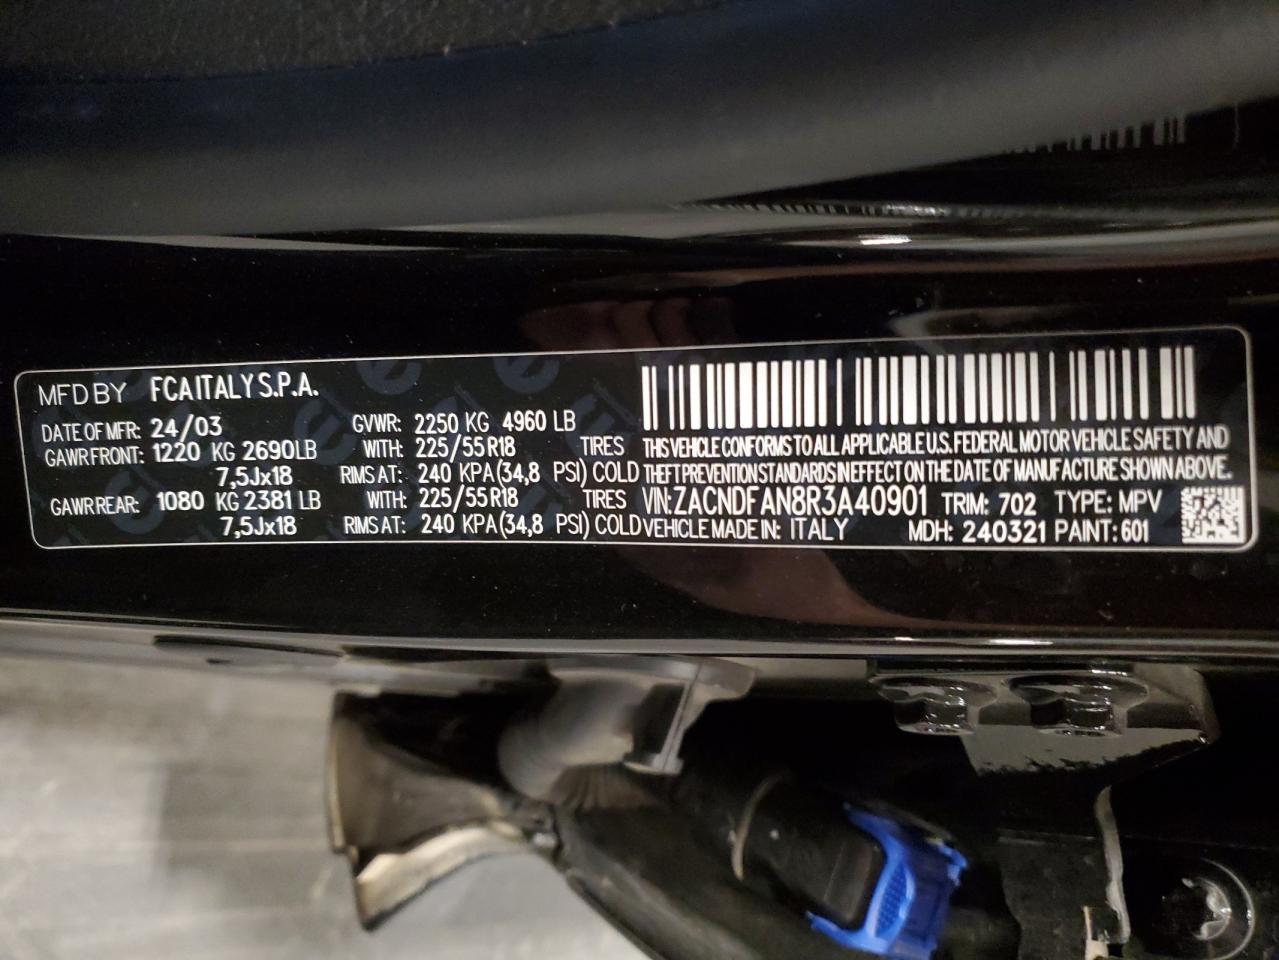 MFD BY FCA ITALY S.P.A.
DATE OF MFR: 24/03 GVWR: 2250 KG 4960 LB
GAWR FRONT: 1220 KG 2690LB WITH: 225/55R18 TIRES
7,5Jx18 RIMS AT: 240 KPA(34,8 PSI) COLD
GAWR REAR: 1080 KG 2381 LB WITH: 225/55R18 TIRES
7,5Jx18 RIMS AT: 240 KPA(34,8 PSI) COLD
THIS VEHICLE CONFORMS TO ALL APPLICABLE U.S. FEDERAL MOTOR VEHICLE SAFETY AND
THEFT PREVENTION STANDARDS IN EFFECT ON THE DATE OF MANUFACTURE SHOWN ABOVE.
VIN: ZACNDFAN8R3A40901 TRIM: 702 TYPE: MPV
VEHICLE MADE IN: ITALY MDH: 240321 PAINT: 601